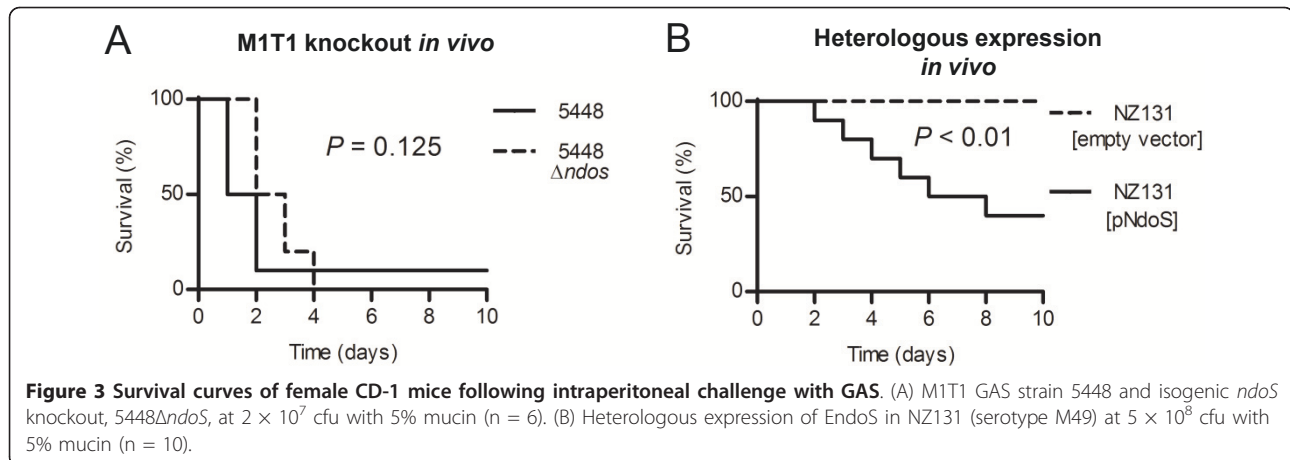 A
M1T1 knockout in vivo
100
50
0
Survival (%)
0 2 4 6 8 10
Time (days)
P = 0.125
5448
5448
Δndos
B
Heterologous expression
in vivo
100
50
0
Survival (%)
0 2 4 6 8 10
Time (days)
P < 0.01
NZ131
[empty vector]
NZ131
[pNdoS]
Figure 3 Survival curves of female CD-1 mice following intraperitoneal challenge with GAS. (A) M1T1 GAS strain 5448 and isogenic ndoS
knockout, 5448ΔndoS, at 2 × 10⁷ cfu with 5% mucin (n = 6). (B) Heterologous expression of EndoS in NZ131 (serotype M49) at 5 × 10⁸ cfu with
5% mucin (n = 10).